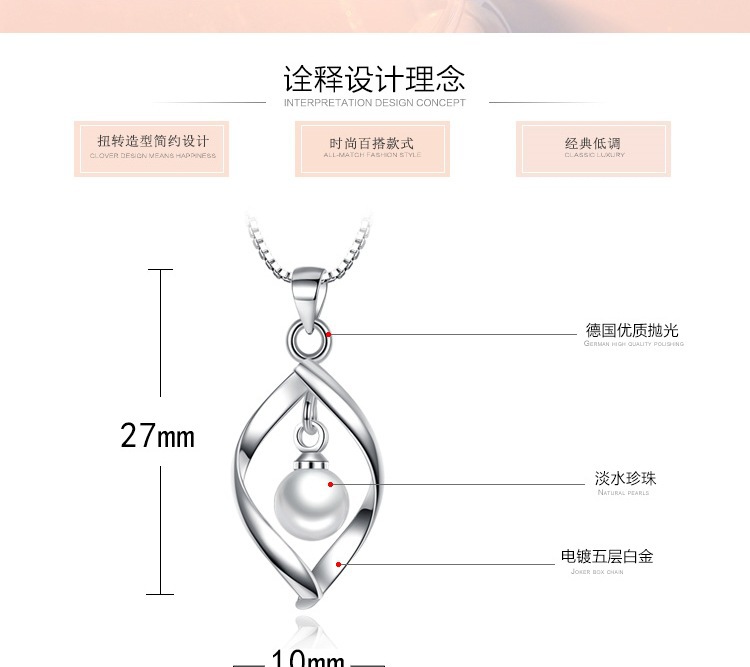 诠释设计理念
INTERPRETATION DESIGN CONCEPT
扭转造型简约设计
CLOVER DESIGN MEANS HAPPINESS
时尚百搭款式
ALL-MATCH FASHION STYLE
经典低调
CLASSIC LUXURY
德国优质抛光
GERMAN HIGH QUALITY POLISHING
27mm
淡水珍珠
NATURAL PEARLS
电镀五层白金
JOKER BOX CHAIN
10mm